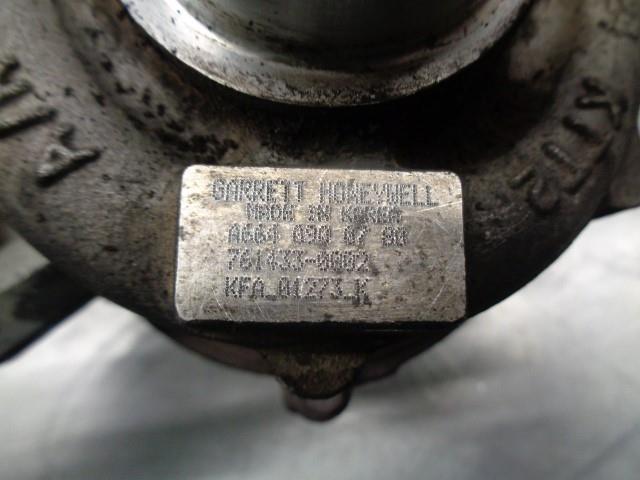 GARRETT HONEYWELL
MADE IN KOREA
A664 090 07 80
761433-0002
KFA_01273_K